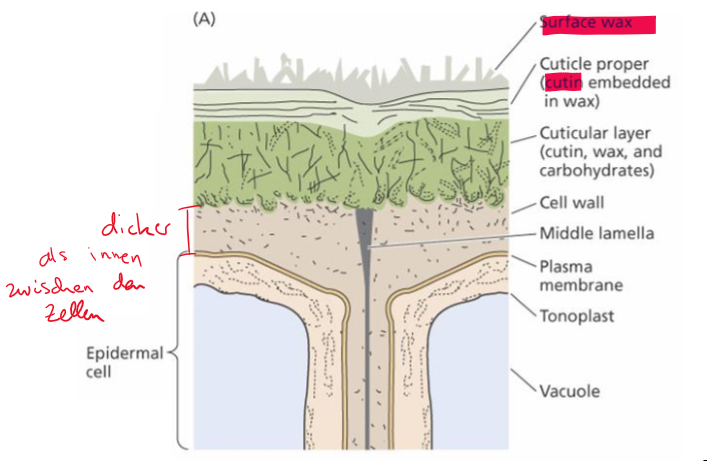 (A)
Surface wax
Cuticle proper
(cutin embedded
in wax)
Cuticular layer
(cutin, wax, and
carbohydrates)
Cell wall
Middle lamella
Plasma
membrane
Tonoplast
Vacuole
dicker
als innen
zwischen den
Zellen
Epidermal
cell